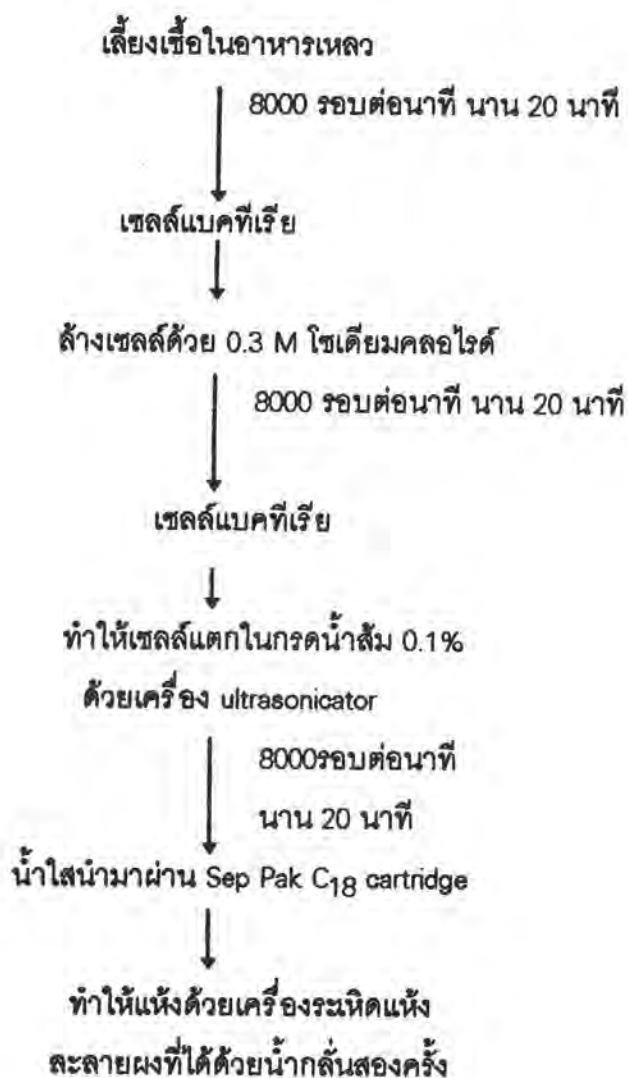 เลี้ยงเชื้อในอาหารเหลว
8000 รอบต่อนาที นาน 20 นาที
เซลล์แบคทีเรีย
ล้างเซลล์ด้วย 0.3 M โซเดียมคลอไรด์
8000 รอบต่อนาที นาน 20 นาที
เซลล์แบคทีเรีย
ทำให้เซลล์แตกในกรดน้ำส้ม 0.1%
ด้วยเครื่อง ultrasonicator
8000รอบต่อนาที
นาน 20 นาที
น้ำใสนำมาผ่าน Sep Pak C18 cartridge
ทำให้แห้งด้วยเครื่องระเหิดแห้ง
ละลายผงที่ได้ด้วยน้ำกลั่นสองครั้ง